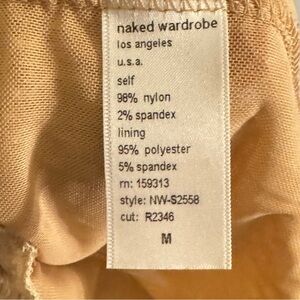 naked wardrobe
los angeles
u.s.a.
self
98% nylon
2% spandex
lining
95% polyester
5% spandex
rn: 159313
style: NW-S2558
cut: R2346
M